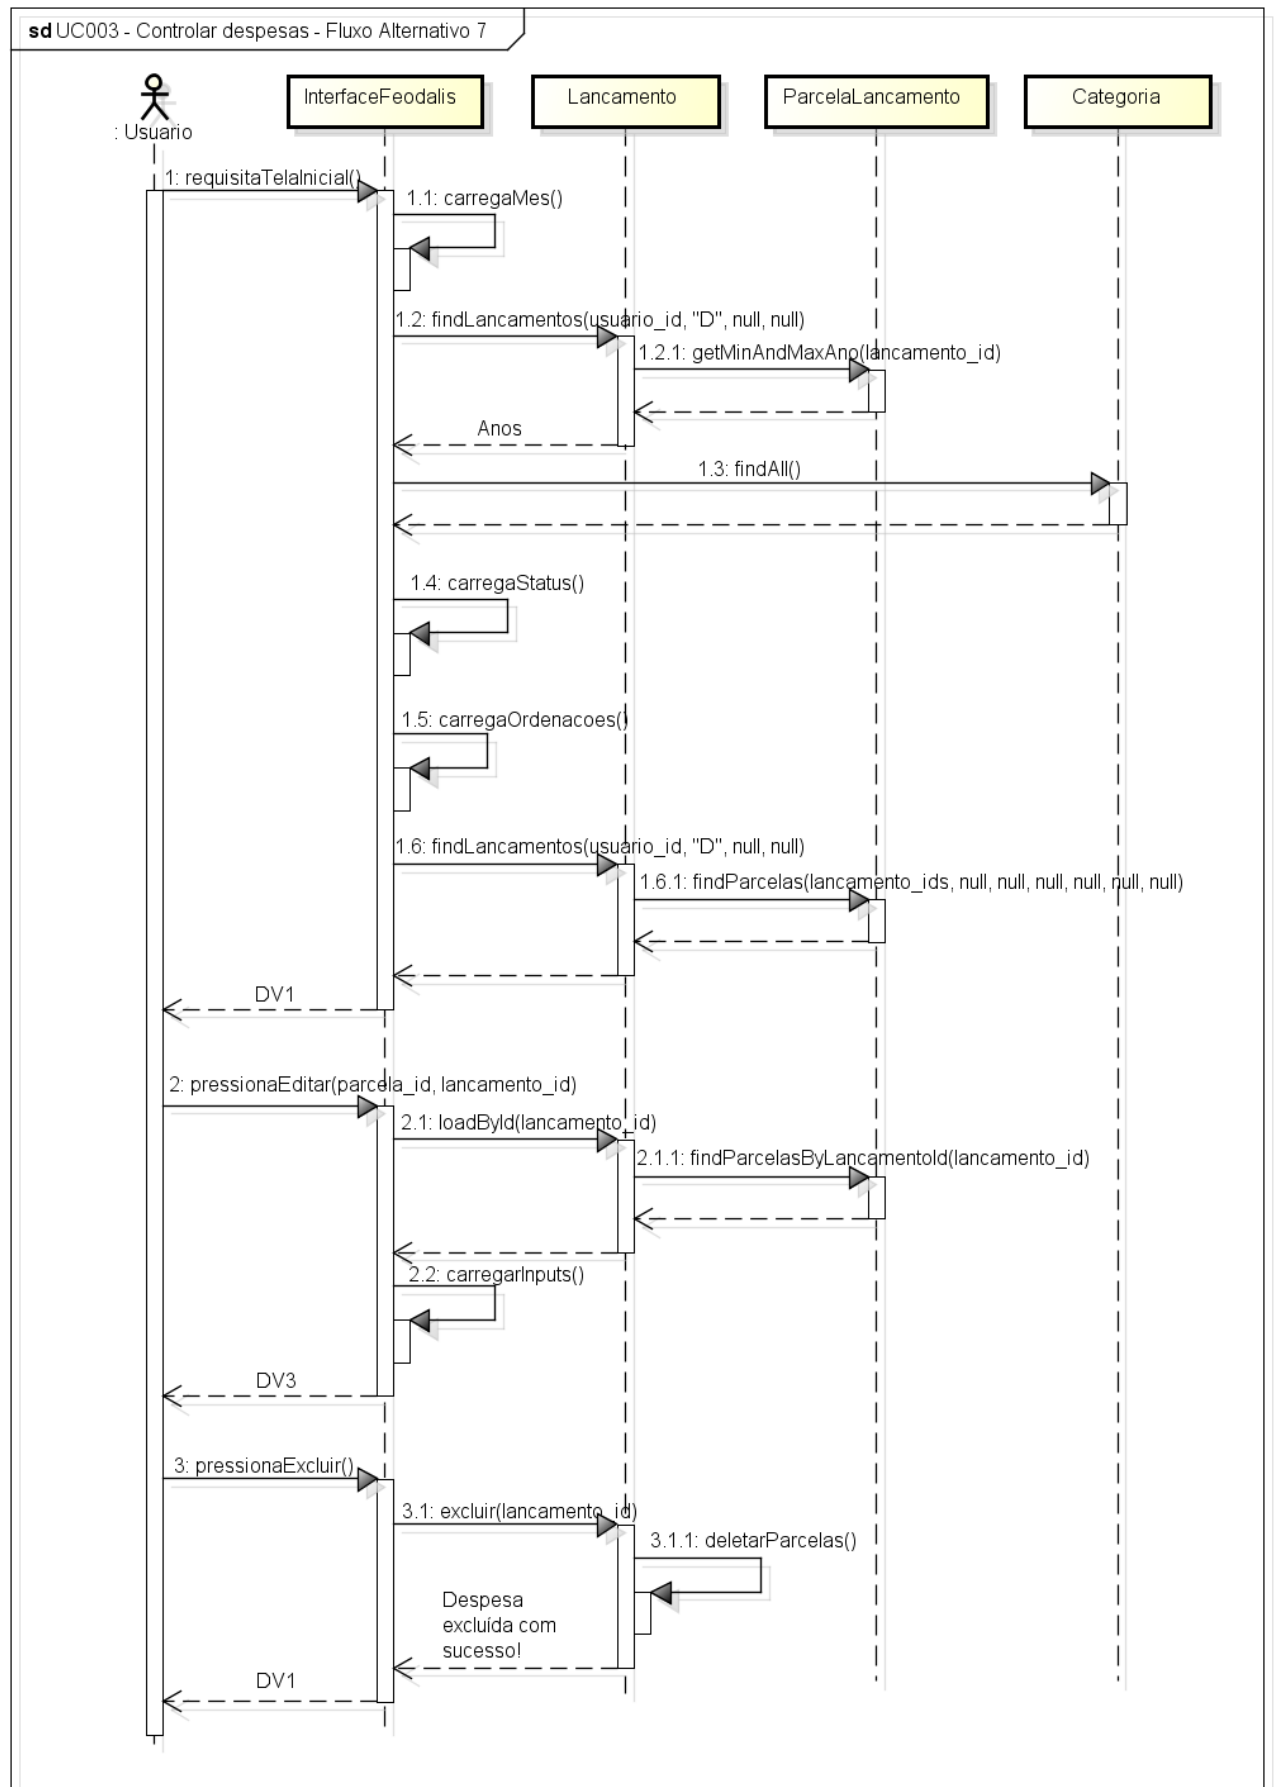 sd UC003 - Controlar despesas - Fluxo Alternativo 7
InterfaceFeodalis
Lancamento
ParcelaLancamento
Categoria
: Usuario
1: requisitaTelaInicial()
1.1: carregaMes()
1.2: findLancamentos(usuario_id, "D", null, null)
1.2.1: getMinAndMaxAno(lancamento_id)
Anos
1.3: findAll()
1.4: carregaStatus()
1.5: carregaOrdenacoes()
1.6: findLancamentos(usuario_id, "D", null, null)
1.6.1: findParcelas(lancamento_ids, null, null, null, null, null, null)
DV1
2: pressionaEditar(parcela_id, lancamento_id)
2.1: loadById(lancamento_id)
2.1.1: findParcelasByLancamentoId(lancamento_id)
2.2: carregarInputs()
DV3
3: pressionaExcluir()
3.1: excluir(lancamento_id)
3.1.1: deletarParcelas()
Despesa
excluída com
sucesso!
DV1